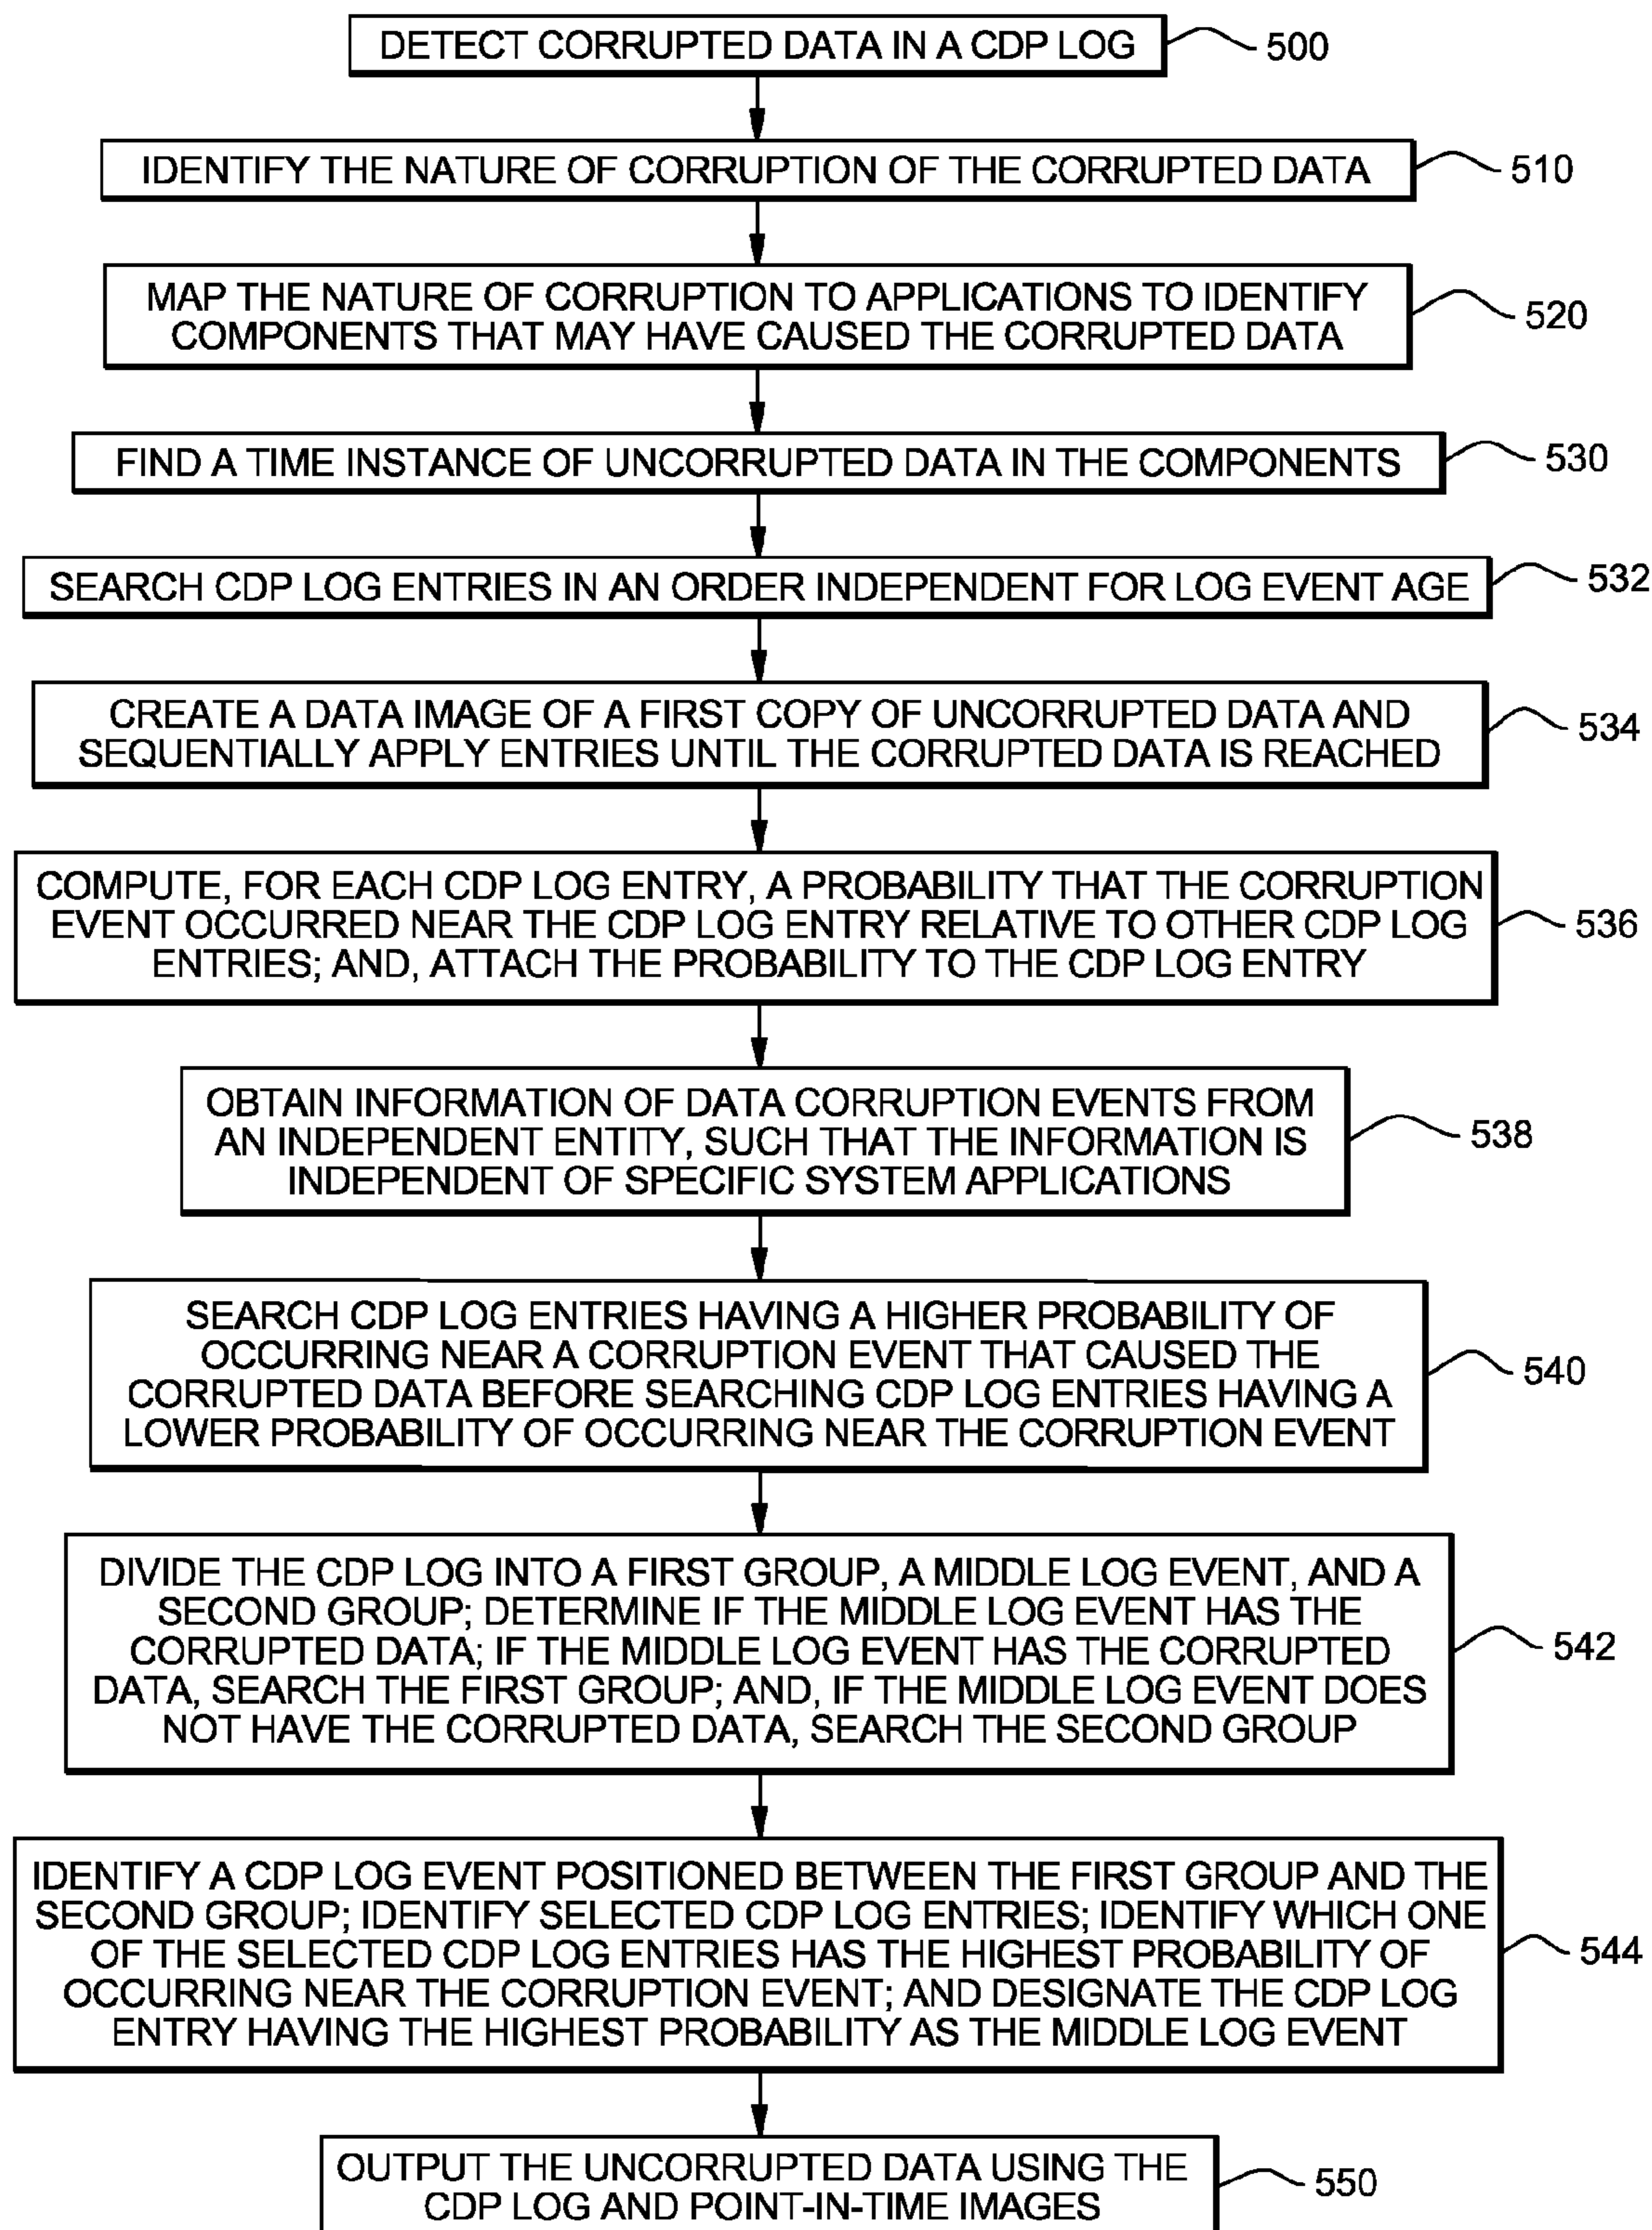 DETECT CORRUPTED DATA IN A CDP LOG
500
IDENTIFY THE NATURE OF CORRUPTION OF THE CORRUPTED DATA
510
MAP THE NATURE OF CORRUPTION TO APPLICATIONS TO IDENTIFY
COMPONENTS THAT MAY HAVE CAUSED THE CORRUPTED DATA
520
FIND A TIME INSTANCE OF UNCORRUPTED DATA IN THE COMPONENTS
530
SEARCH CDP LOG ENTRIES IN AN ORDER INDEPENDENT FOR LOG EVENT AGE
532
CREATE A DATA IMAGE OF A FIRST COPY OF UNCORRUPTED DATA AND
SEQUENTIALLY APPLY ENTRIES UNTIL THE CORRUPTED DATA IS REACHED
534
COMPUTE, FOR EACH CDP LOG ENTRY, A PROBABILITY THAT THE CORRUPTION
EVENT OCCURRED NEAR THE CDP LOG ENTRY RELATIVE TO OTHER CDP LOG
ENTRIES; AND, ATTACH THE PROBABILITY TO THE CDP LOG ENTRY
536
OBTAIN INFORMATION OF DATA CORRUPTION EVENTS FROM
AN INDEPENDENT ENTITY, SUCH THAT THE INFORMATION IS
INDEPENDENT OF SPECIFIC SYSTEM APPLICATIONS
538
SEARCH CDP LOG ENTRIES HAVING A HIGHER PROBABILITY OF
OCCURRING NEAR A CORRUPTION EVENT THAT CAUSED THE
CORRUPTED DATA BEFORE SEARCHING CDP LOG ENTRIES HAVING A
LOWER PROBABILITY OF OCCURRING NEAR THE CORRUPTION EVENT
540
DIVIDE THE CDP LOG INTO A FIRST GROUP, A MIDDLE LOG EVENT, AND A
SECOND GROUP; DETERMINE IF THE MIDDLE LOG EVENT HAS THE
CORRUPTED DATA; IF THE MIDDLE LOG EVENT HAS THE CORRUPTED
DATA, SEARCH THE FIRST GROUP; AND, IF THE MIDDLE LOG EVENT DOES
NOT HAVE THE CORRUPTED DATA, SEARCH THE SECOND GROUP
542
IDENTIFY A CDP LOG EVENT POSITIONED BETWEEN THE FIRST GROUP AND THE
SECOND GROUP; IDENTIFY SELECTED CDP LOG ENTRIES; IDENTIFY WHICH ONE
OF THE SELECTED CDP LOG ENTRIES HAS THE HIGHEST PROBABILITY OF
OCCURRING NEAR THE CORRUPTION EVENT; AND DESIGNATE THE CDP LOG
ENTRY HAVING THE HIGHEST PROBABILITY AS THE MIDDLE LOG EVENT
544
OUTPUT THE UNCORRUPTED DATA USING THE
CDP LOG AND POINT-IN-TIME IMAGES
550